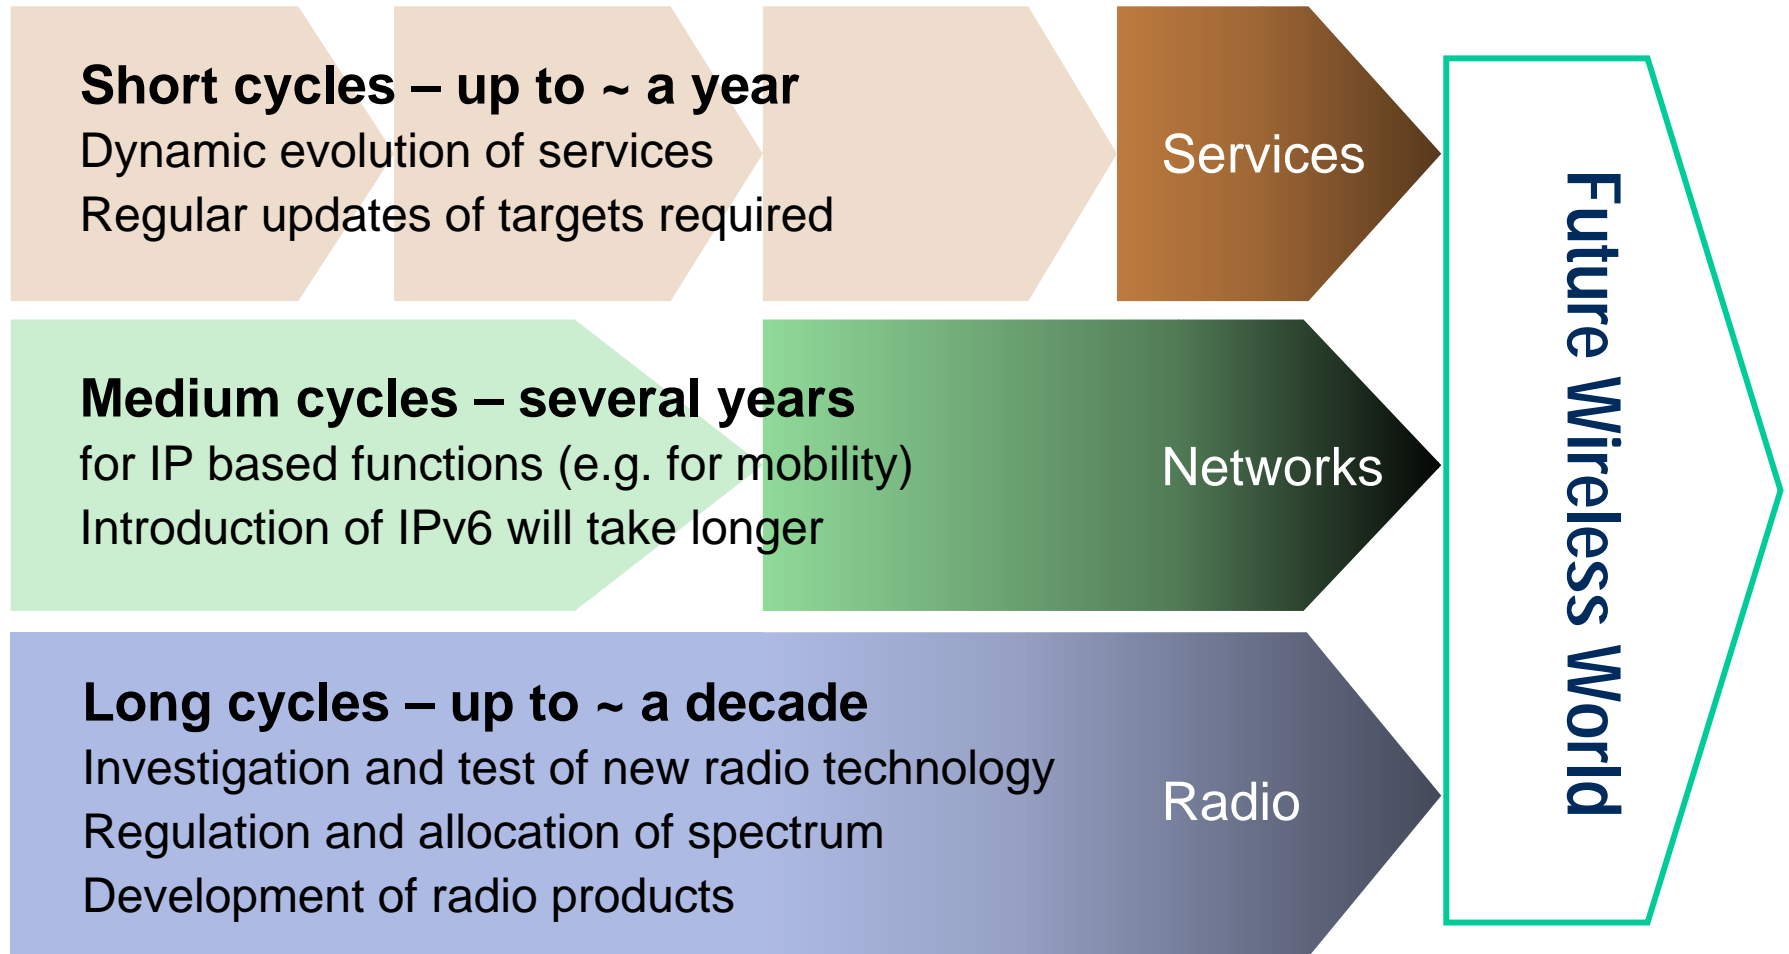 Short cycles – up to ~ a year
Dynamic evolution of services
Regular updates of targets required
Services
Medium cycles – several years
for IP based functions (e.g. for mobility)
Introduction of IPv6 will take longer
Networks
Long cycles – up to ~ a decade
Investigation and test of new radio technology
Regulation and allocation of spectrum
Development of radio products
Radio
Future Wireless World